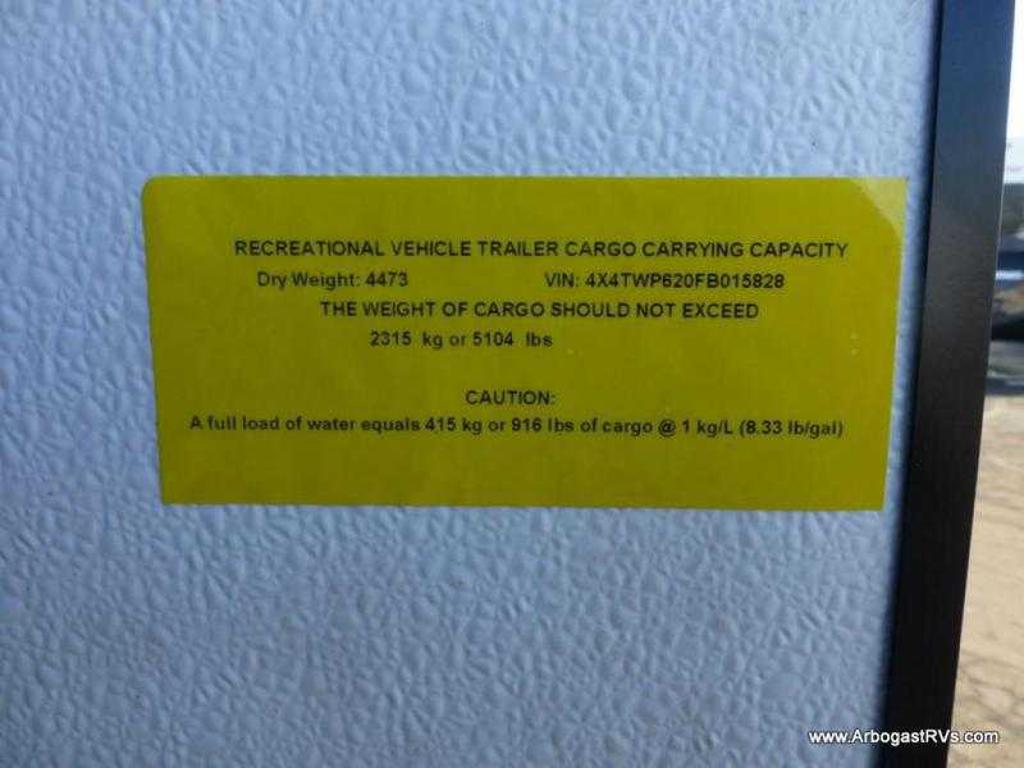 RECREATIONAL VEHICLE TRAILER CARGO CARRYING CAPACITY
Dry Weight: 4473 VIN: 4X4TWP620FB015828
THE WEIGHT OF CARGO SHOULD NOT EXCEED
2315 kg or 5104 lbs
CAUTION:
A full load of water equals 415 kg or 916 lbs of cargo @ 1 kg/L (8.33 lb/gal)
www.ArbogastRVs.com